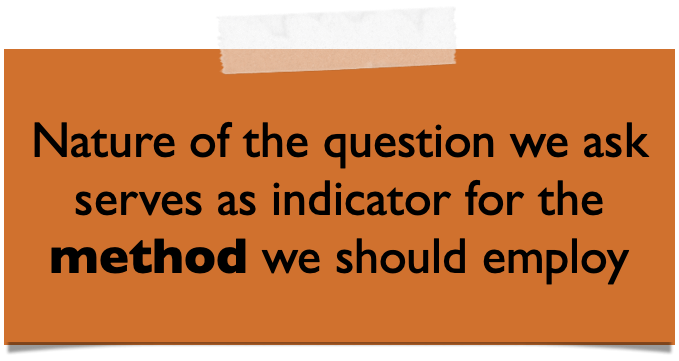 Nature of the question we ask
serves as indicator for the
method we should employ